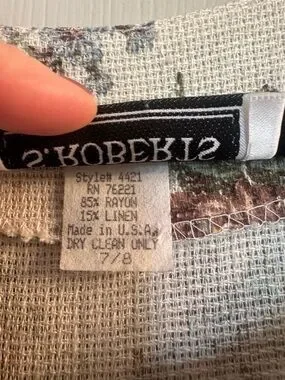 S. ROBERTS
Style# 4421
RN 76221
85% RAYON
15% LINEN
Made in U.S.A.
DRY CLEAN ONLY
7/8